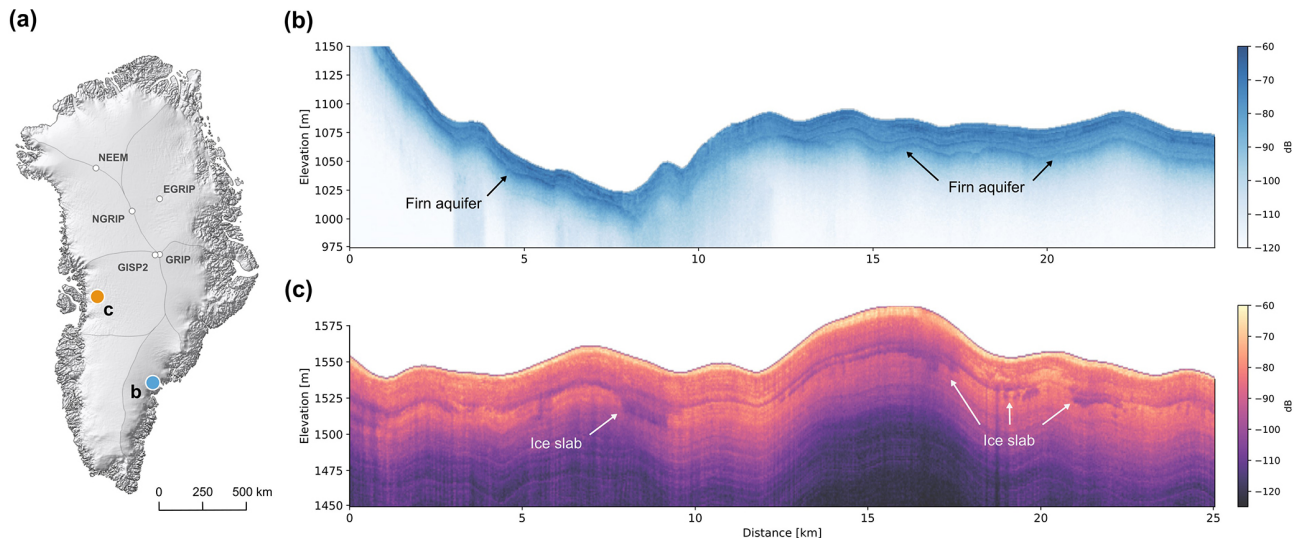 (a)
NEEM
EGRIP
NGRIP
GISP2
GRIP
c
b
0 250 500 km
(b)
Elevation [m]
1150
1125
1100
1075
1050
1025
1000
975
0 5 10 15 20
Firn aquifer
Firn aquifer
−60
−70
−80
−90
−100
−110
−120
dB
(c)
Elevation [m]
1575
1550
1525
1500
1475
1450
0 5 10 15 20 25
Distance [km]
Ice slab
Ice slab
−60
−70
−80
−90
−100
−110
−120
dB